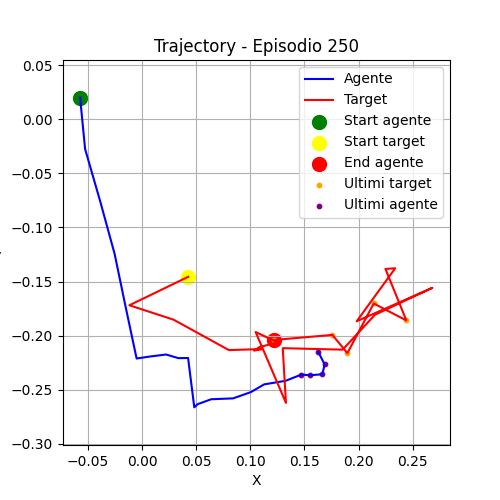 Trajectory - Episodio 250
0.05
0.00
−0.05
−0.10
−0.15
−0.20
−0.25
−0.30
Agente
Target
Start agente
Start target
End agente
Ultimi target
Ultimi agente
−0.05
0.00
0.05
0.10
0.15
0.20
0.25
X